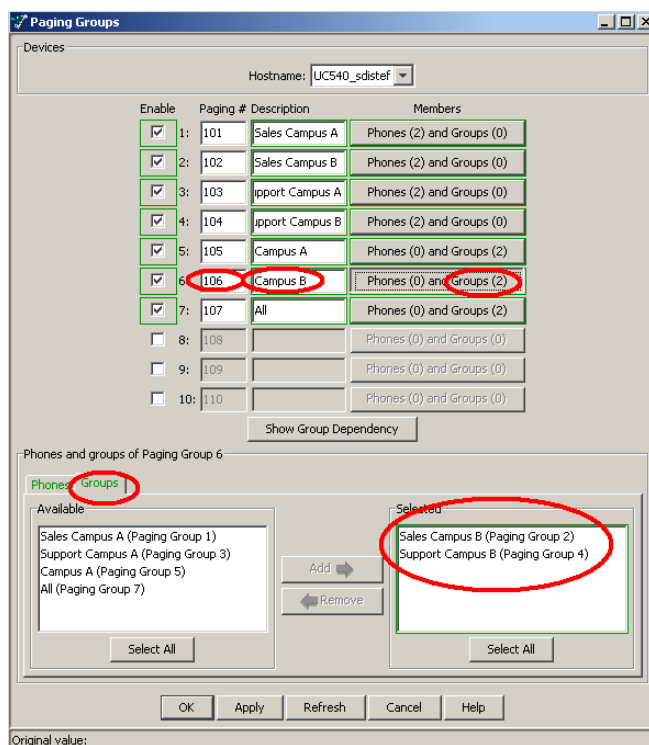 Paging Groups
Devices
Hostname: UC540_sdistef
Enable Paging # Description Members
1: 101 Sales Campus A Phones (2) and Groups (0)
2: 102 Sales Campus B Phones (2) and Groups (0)
3: 103 upport Campus A Phones (2) and Groups (0)
4: 104 upport Campus B Phones (2) and Groups (0)
5: 105 Campus A Phones (0) and Groups (2)
6 106 Campus B Phones (0) and Groups (2)
7: 107 All Phones (0) and Groups (2)
8: 108 Phones (0) and Groups (0)
9: 109 Phones (0) and Groups (0)
10: 110 Phones (0) and Groups (0)
Show Group Dependency
Phones and groups of Paging Group 6
Phones Groups
Available Selected
Sales Campus A (Paging Group 1) Sales Campus B (Paging Group 2)
Support Campus A (Paging Group 3) Support Campus B (Paging Group 4)
Campus A (Paging Group 5)
All (Paging Group 7)
Add
Remove
Select All Select All
OK Apply Refresh Cancel Help
Original value: